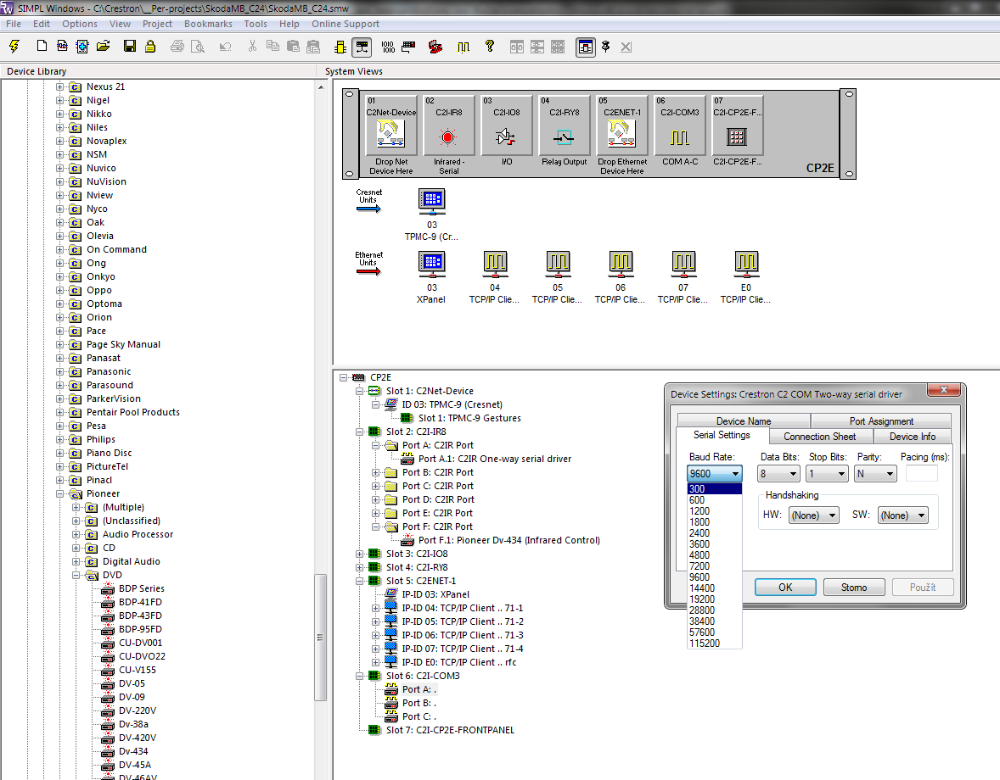 SIMPL Windows - C:\Crestron\__Per-projects\SkodaMB_C24\SkodaMB_C24.smw
File Edit Options View Project Bookmarks Tools Help Online Support
Device Library
Nexus 21
Nigel
Nikko
Niles
Novaplex
NSM
Nuvico
NuVision
Nview
Nyco
Oak
Olevia
On Command
Ong
Onkyo
Oppo
Optoma
Orion
Pace
Page Sky Manual
Panasat
Panasonic
Parasound
ParkerVision
Pentair Pool Products
Pesa
Philips
Piano Disc
PictureTel
Pinacl
Pioneer
(Multiple)
(Unclassified)
Audio Processor
CD
Digital Audio
DVD
BDP Series
BDP-41FD
BDP-43FD
BDP-95FD
CU-DV001
CU-DVO22
CU-V155
DV-05
DV-09
DV-220V
Dv-38a
DV-420V
Dv-434
DV-45A
DV-46AV
System Views
01 02 03 04 05 06 07
C2Net-Device C2I-IR8 C2I-IO8 C2I-RY8 C2ENET-1 C2I-COM3 C2I-CP2E-F...
Drop Net Device Here
Infrared - Serial
I/O
Relay Output
Drop Ethernet Device Here
COM A-C
C2I-CP2E-F...
CP2E
Cresnet Units
03
TPMC-9 (Cr...
Ethernet Units
03 04 05 06 07 E0
XPanel TCP/IP Clie... TCP/IP Clie... TCP/IP Clie... TCP/IP Clie... TCP/IP Clie...
CP2E
Slot 1: C2Net-Device
ID 03: TPMC-9 (Cresnet)
Slot 1: TPMC-9 Gestures
Slot 2: C2I-IR8
Port A: C2IR Port
Port A.1: C2IR One-way serial driver
Port B: C2IR Port
Port C: C2IR Port
Port D: C2IR Port
Port E: C2IR Port
Port F: C2IR Port
Port F.1: Pioneer Dv-434 (Infrared Control)
Slot 3: C2I-IO8
Slot 4: C2I-RY8
Slot 5: C2ENET-1
IP-ID 03: XPanel
IP-ID 04: TCP/IP Client .. 71-1
IP-ID 05: TCP/IP Client .. 71-2
IP-ID 06: TCP/IP Client .. 71-3
IP-ID 07: TCP/IP Client .. 71-4
IP-ID E0: TCP/IP Client .. rfc
Slot 6: C2I-COM3
Port A: .
Port B: .
Port C: .
Slot 7: C2I-CP2E-FRONTPANEL
Device Settings: Crestron C2 COM Two-way serial driver
Device Name Port Assignment
Serial Settings Connection Sheet Device Info
Baud Rate: Data Bits: Stop Bits: Parity: Pacing (ms):
9600 8 1 N
300
600
1200
1800
2400
3600
4800
7200
9600
14400
19200
28800
38400
57600
115200
Handshaking
HW: (None) SW: (None)
OK Storno Použít